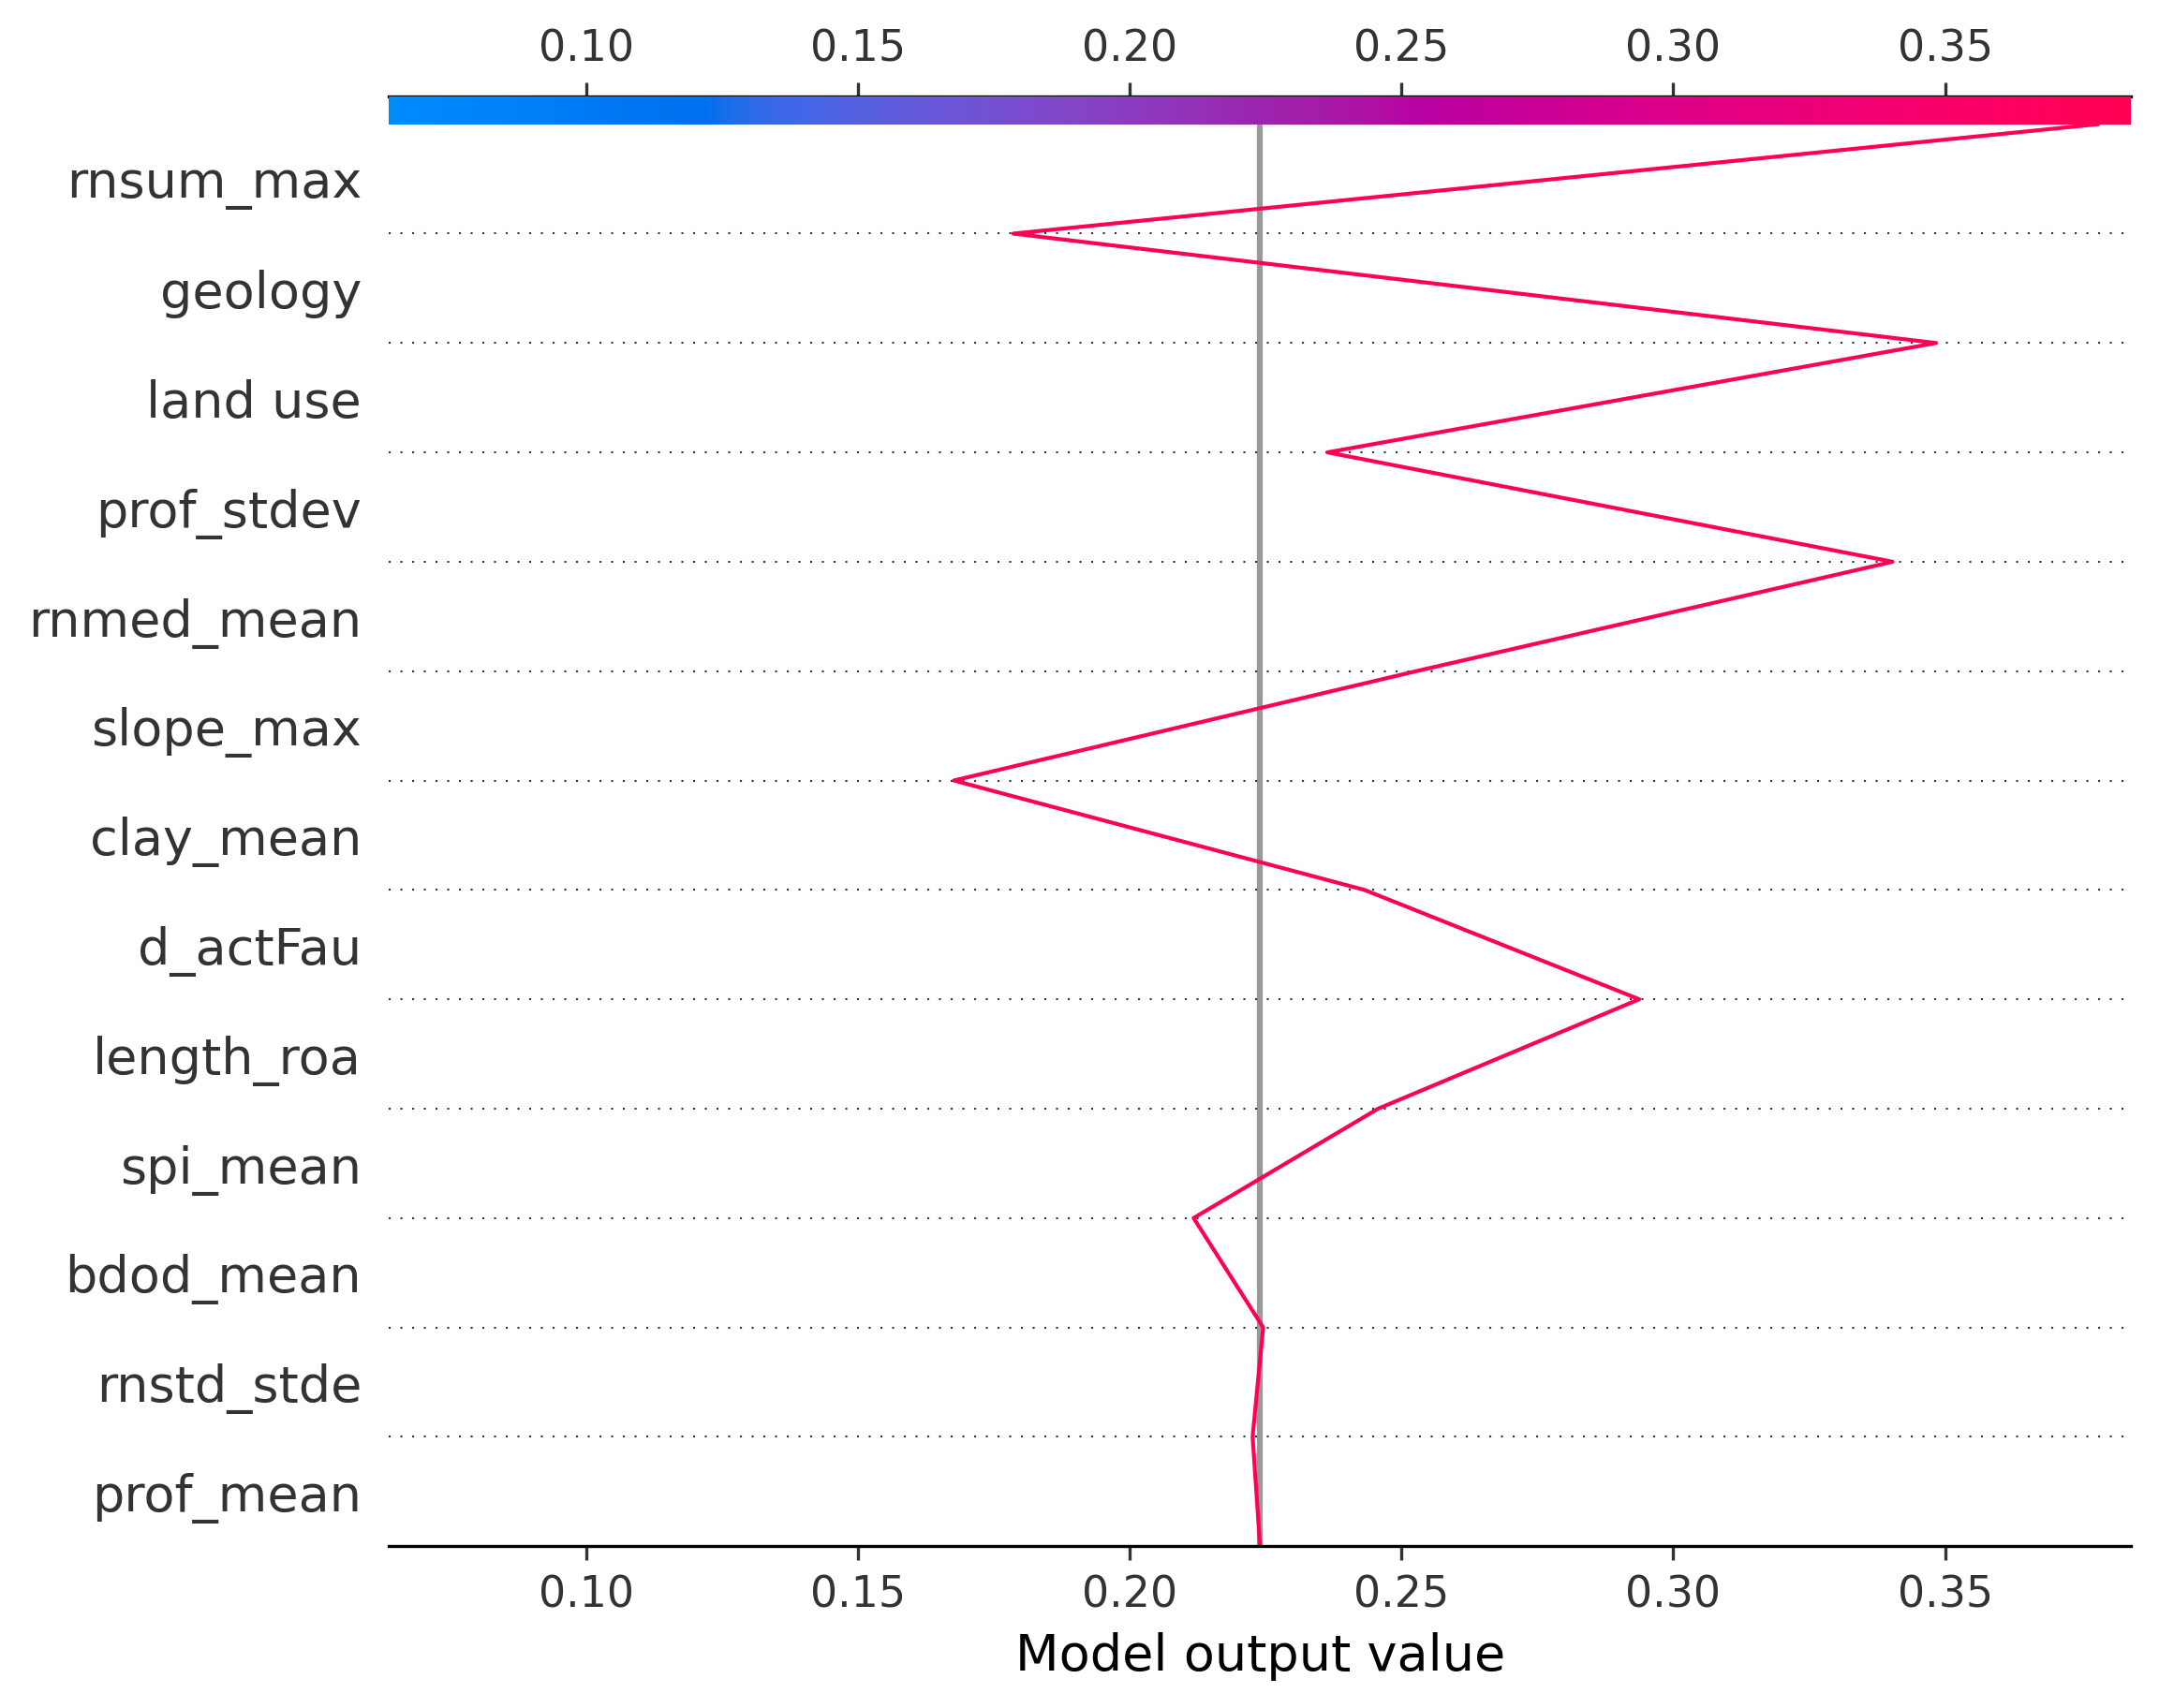 0.10 0.15 0.20 0.25 0.30 0.35
rnsum_max
geology
land use
prof_stdev
rnmed_mean
slope_max
clay_mean
d_actFau
length_roa
spi_mean
bdod_mean
rnstd_stde
prof_mean
0.10 0.15 0.20 0.25 0.30 0.35
Model output value